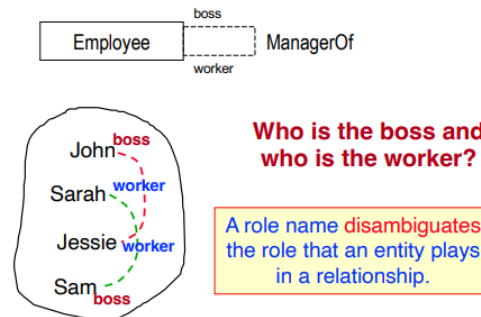 boss
Employee
ManagerOf
worker
John boss
Sarah worker
Jessie worker
Sam boss
Who is the boss and
who is the worker?
A role name disambiguates
the role that an entity plays
in a relationship.